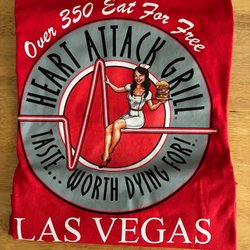 Over 350 Eat For Free
HEART ATTACK GRILL
TASTE... WORTH DYING FOR!
LAS VEGAS